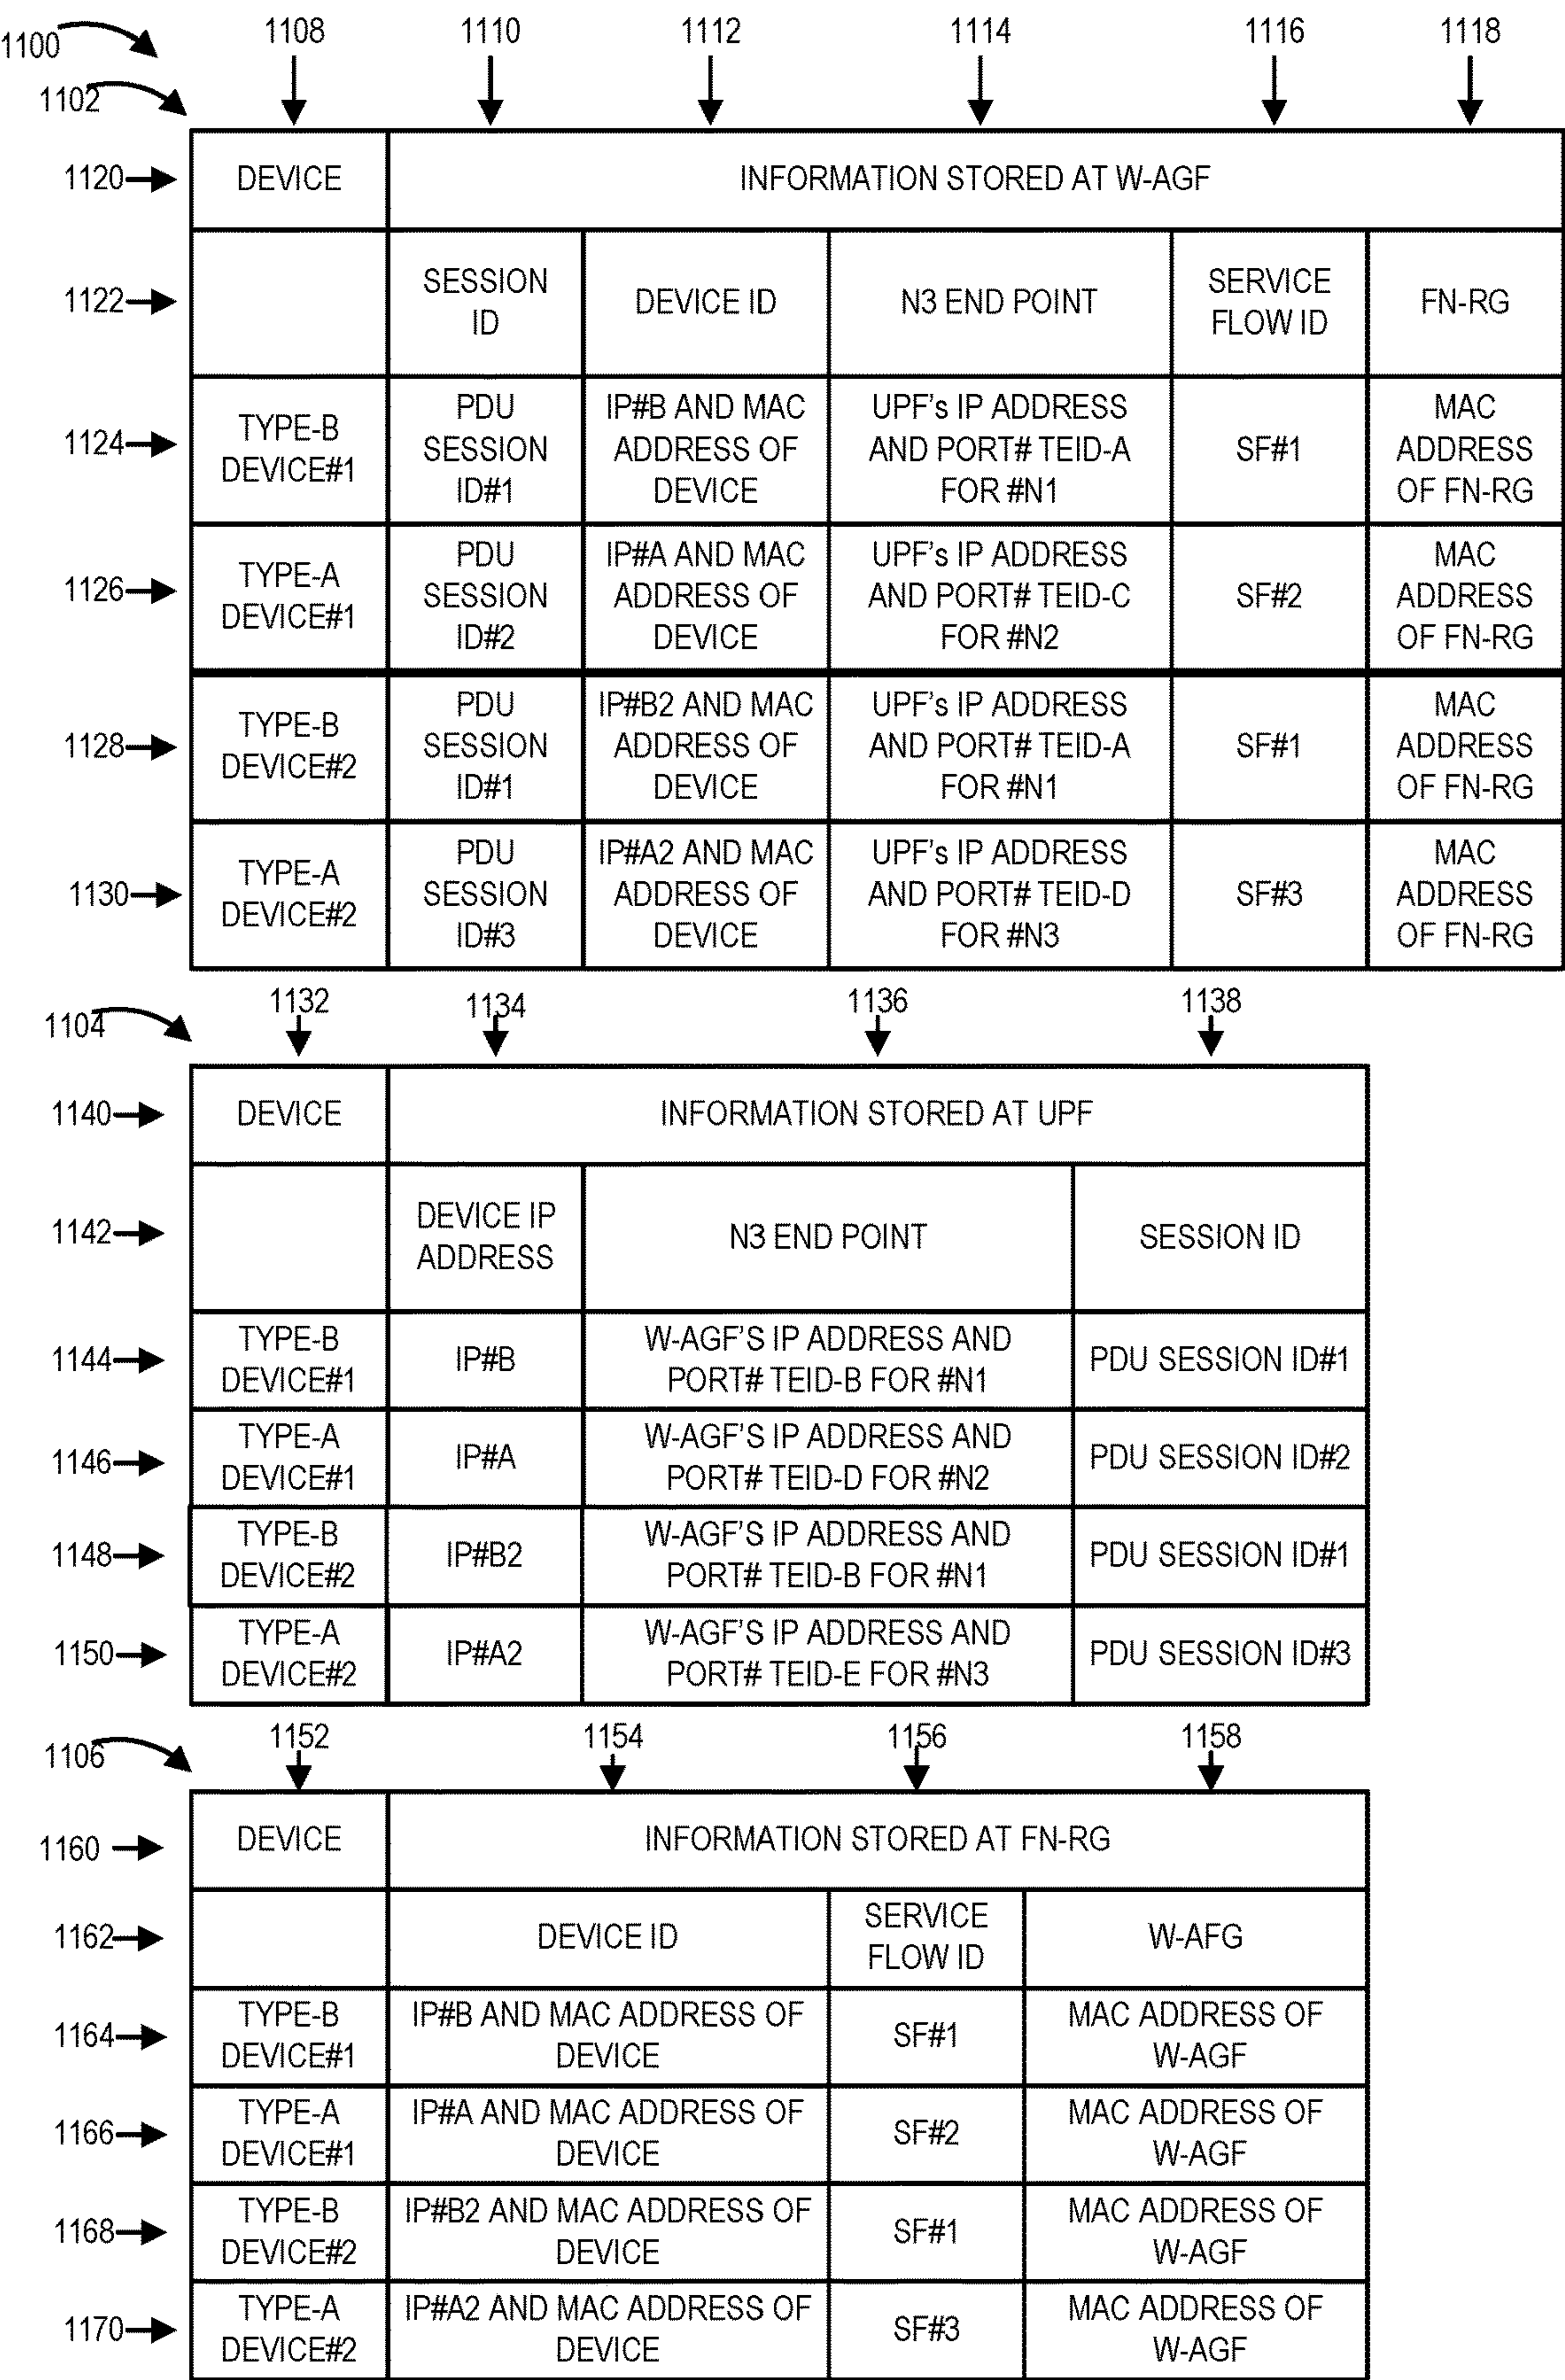 1100
1108
1110
1112
1114
1116
1118
1102
1120
DEVICE
INFORMATION STORED AT W-AGF
1122
SESSION
ID
DEVICE ID
N3 END POINT
SERVICE
FLOW ID
FN-RG
1124
TYPE-B
DEVICE#1
PDU
SESSION
ID#1
IP#B AND MAC
ADDRESS OF
DEVICE
UPF's IP ADDRESS
AND PORT# TEID-A
FOR #N1
SF#1
MAC
ADDRESS
OF FN-RG
1126
TYPE-A
DEVICE#1
PDU
SESSION
ID#2
IP#A AND MAC
ADDRESS OF
DEVICE
UPF's IP ADDRESS
AND PORT# TEID-C
FOR #N2
SF#2
MAC
ADDRESS
OF FN-RG
1128
TYPE-B
DEVICE#2
PDU
SESSION
ID#1
IP#B2 AND MAC
ADDRESS OF
DEVICE
UPF's IP ADDRESS
AND PORT# TEID-A
FOR #N1
SF#1
MAC
ADDRESS
OF FN-RG
1130
TYPE-A
DEVICE#2
PDU
SESSION
ID#3
IP#A2 AND MAC
ADDRESS OF
DEVICE
UPF's IP ADDRESS
AND PORT# TEID-D
FOR #N3
SF#3
MAC
ADDRESS
OF FN-RG
1104
1132
1134
1136
1138
1140
DEVICE
INFORMATION STORED AT UPF
1142
DEVICE IP
ADDRESS
N3 END POINT
SESSION ID
1144
TYPE-B
DEVICE#1
IP#B
W-AGF'S IP ADDRESS AND
PORT# TEID-B FOR #N1
PDU SESSION ID#1
1146
TYPE-A
DEVICE#1
IP#A
W-AGF'S IP ADDRESS AND
PORT# TEID-D FOR #N2
PDU SESSION ID#2
1148
TYPE-B
DEVICE#2
IP#B2
W-AGF'S IP ADDRESS AND
PORT# TEID-B FOR #N1
PDU SESSION ID#1
1150
TYPE-A
DEVICE#2
IP#A2
W-AGF'S IP ADDRESS AND
PORT# TEID-E FOR #N3
PDU SESSION ID#3
1106
1152
1154
1156
1158
1160
DEVICE
INFORMATION STORED AT FN-RG
1162
DEVICE ID
SERVICE
FLOW ID
W-AFG
1164
TYPE-B
DEVICE#1
IP#B AND MAC ADDRESS OF
DEVICE
SF#1
MAC ADDRESS OF
W-AGF
1166
TYPE-A
DEVICE#1
IP#A AND MAC ADDRESS OF
DEVICE
SF#2
MAC ADDRESS OF
W-AGF
1168
TYPE-B
DEVICE#2
IP#B2 AND MAC ADDRESS OF
DEVICE
SF#1
MAC ADDRESS OF
W-AGF
1170
TYPE-A
DEVICE#2
IP#A2 AND MAC ADDRESS OF
DEVICE
SF#3
MAC ADDRESS OF
W-AGF